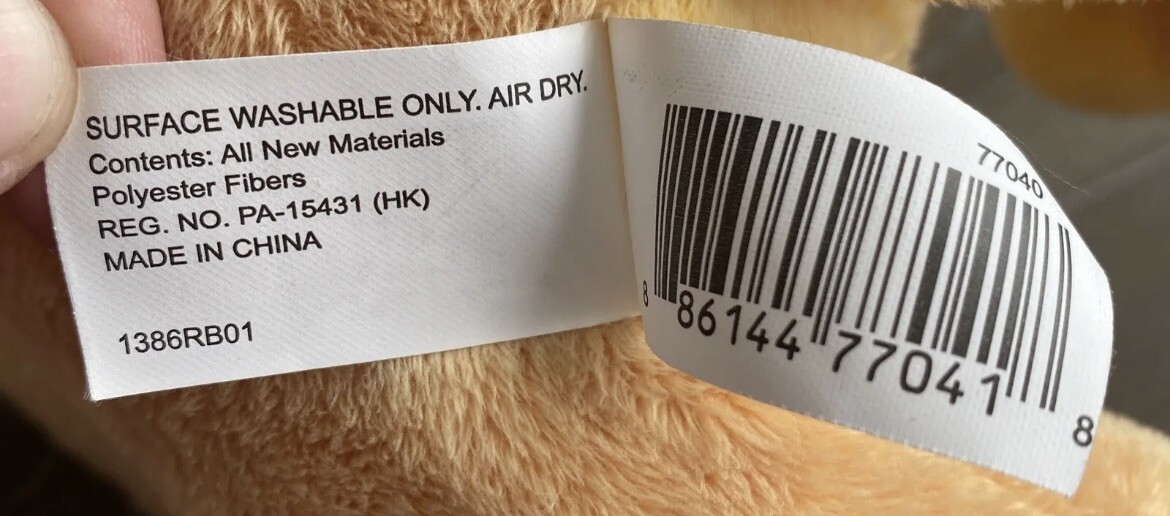 SURFACE WASHABLE ONLY. AIR DRY.
Contents: All New Materials
Polyester Fibers
REG. NO. PA-15431 (HK)
MADE IN CHINA
1386RB01
77040
8 86144 77041 8